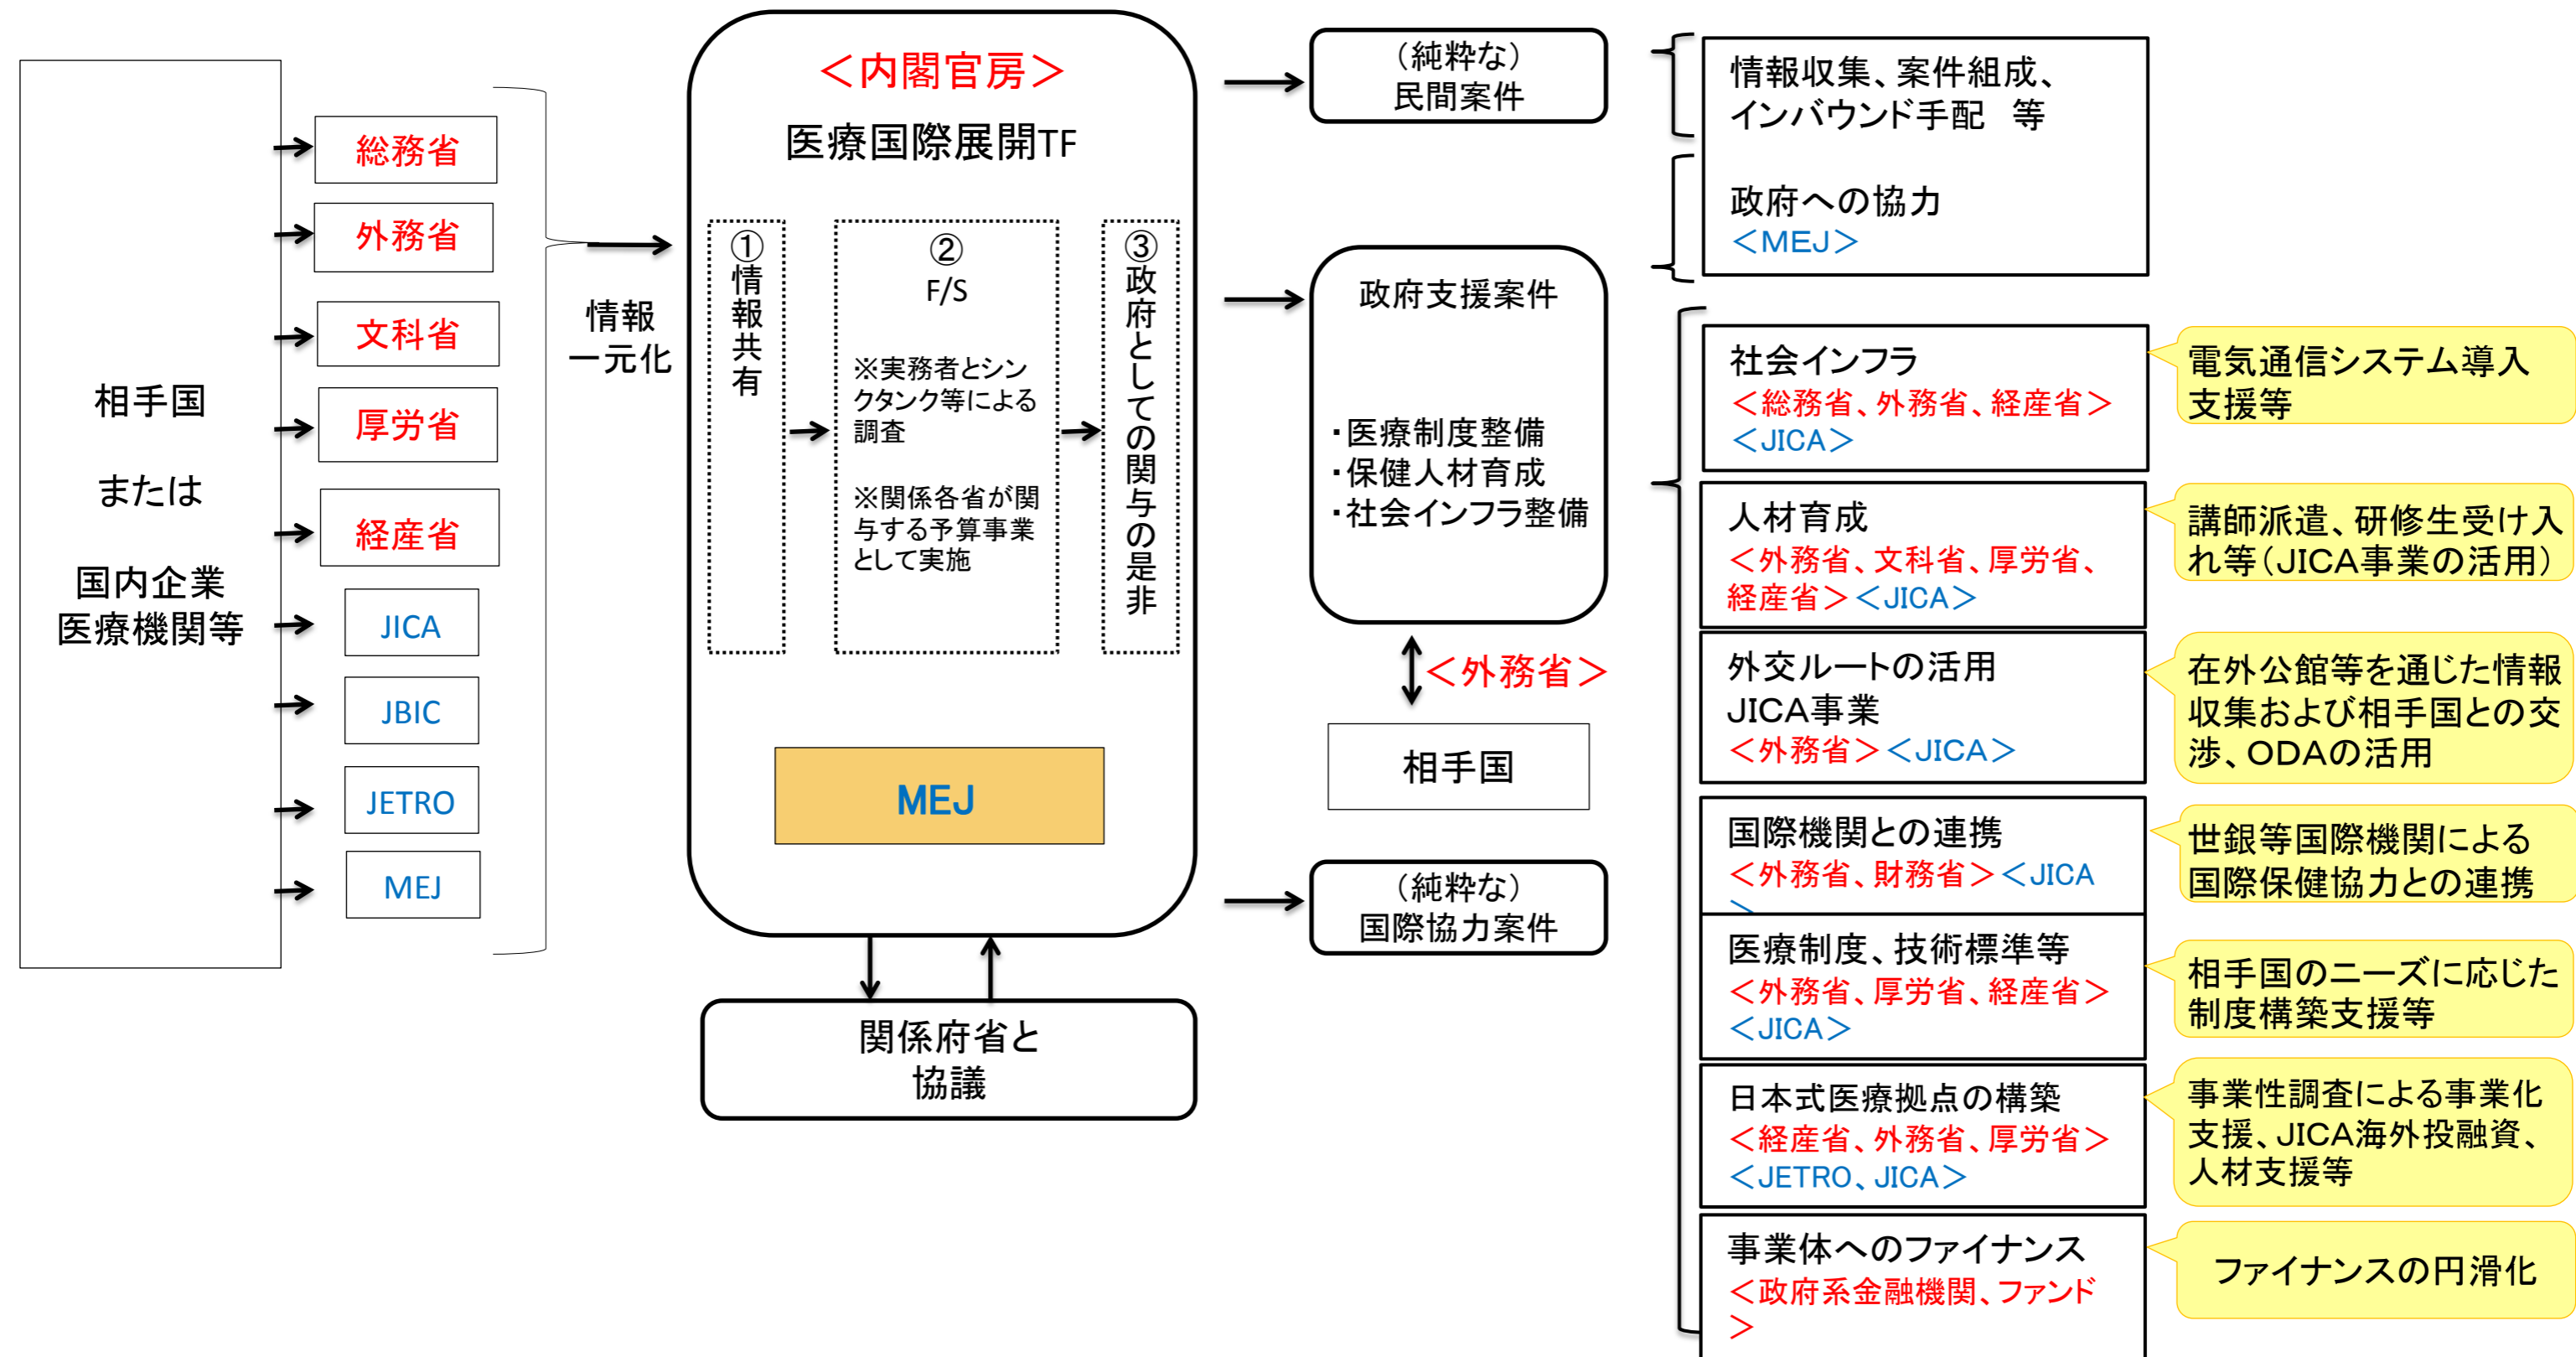 相手国
または
国内企業
医療機関等
総務省
外務省
文科省
厚労省
経産省
JICA
JBIC
JETRO
MEJ
情報
一元化
＜内閣官房＞
医療国際展開TF
①情報共有
②
F/S
※実務者とシン
クタンク等による
調査
※関係各省が関
与する予算事業
として実施
③政府としての関与の是非
MEJ
関係府省と
協議
（純粋な）
民間案件
政府支援案件
・医療制度整備
・保健人材育成
・社会インフラ整備
＜外務省＞
相手国
（純粋な）
国際協力案件
情報収集、案件組成、
インバウンド手配　等
政府への協力
＜MEJ＞
社会インフラ
＜総務省、外務省、経産省＞
＜JICA＞
電気通信システム導入
支援等
人材育成
＜外務省、文科省、厚労省、
経産省＞＜JICA＞
講師派遣、研修生受け入
れ等（JICA事業の活用）
外交ルートの活用
JICA事業
＜外務省＞＜JICA＞
在外公館等を通じた情報
収集および相手国との交
渉、ODAの活用
国際機関との連携
＜外務省、財務省＞＜JICA
＞
世銀等国際機関による
国際保健協力との連携
医療制度、技術標準等
＜外務省、厚労省、経産省＞
＜JICA＞
相手国のニーズに応じた
制度構築支援等
日本式医療拠点の構築
＜経産省、外務省、厚労省＞
＜JETRO、JICA＞
事業性調査による事業化
支援、JICA海外投融資、
人材支援等
事業体へのファイナンス
＜政府系金融機関、ファンド
＞
ファイナンスの円滑化